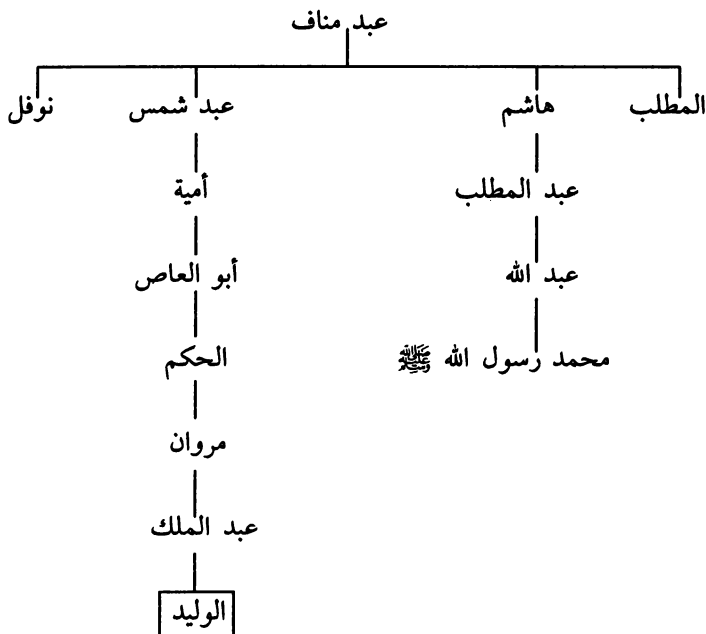 عبد مناف
المطلب هاشم عبد شمس نوفل
عبد المطلب أمية
عبد الله أبو العاص
محمد رسول الله ﷺ الحكم
مروان
عبد الملك
الوليد